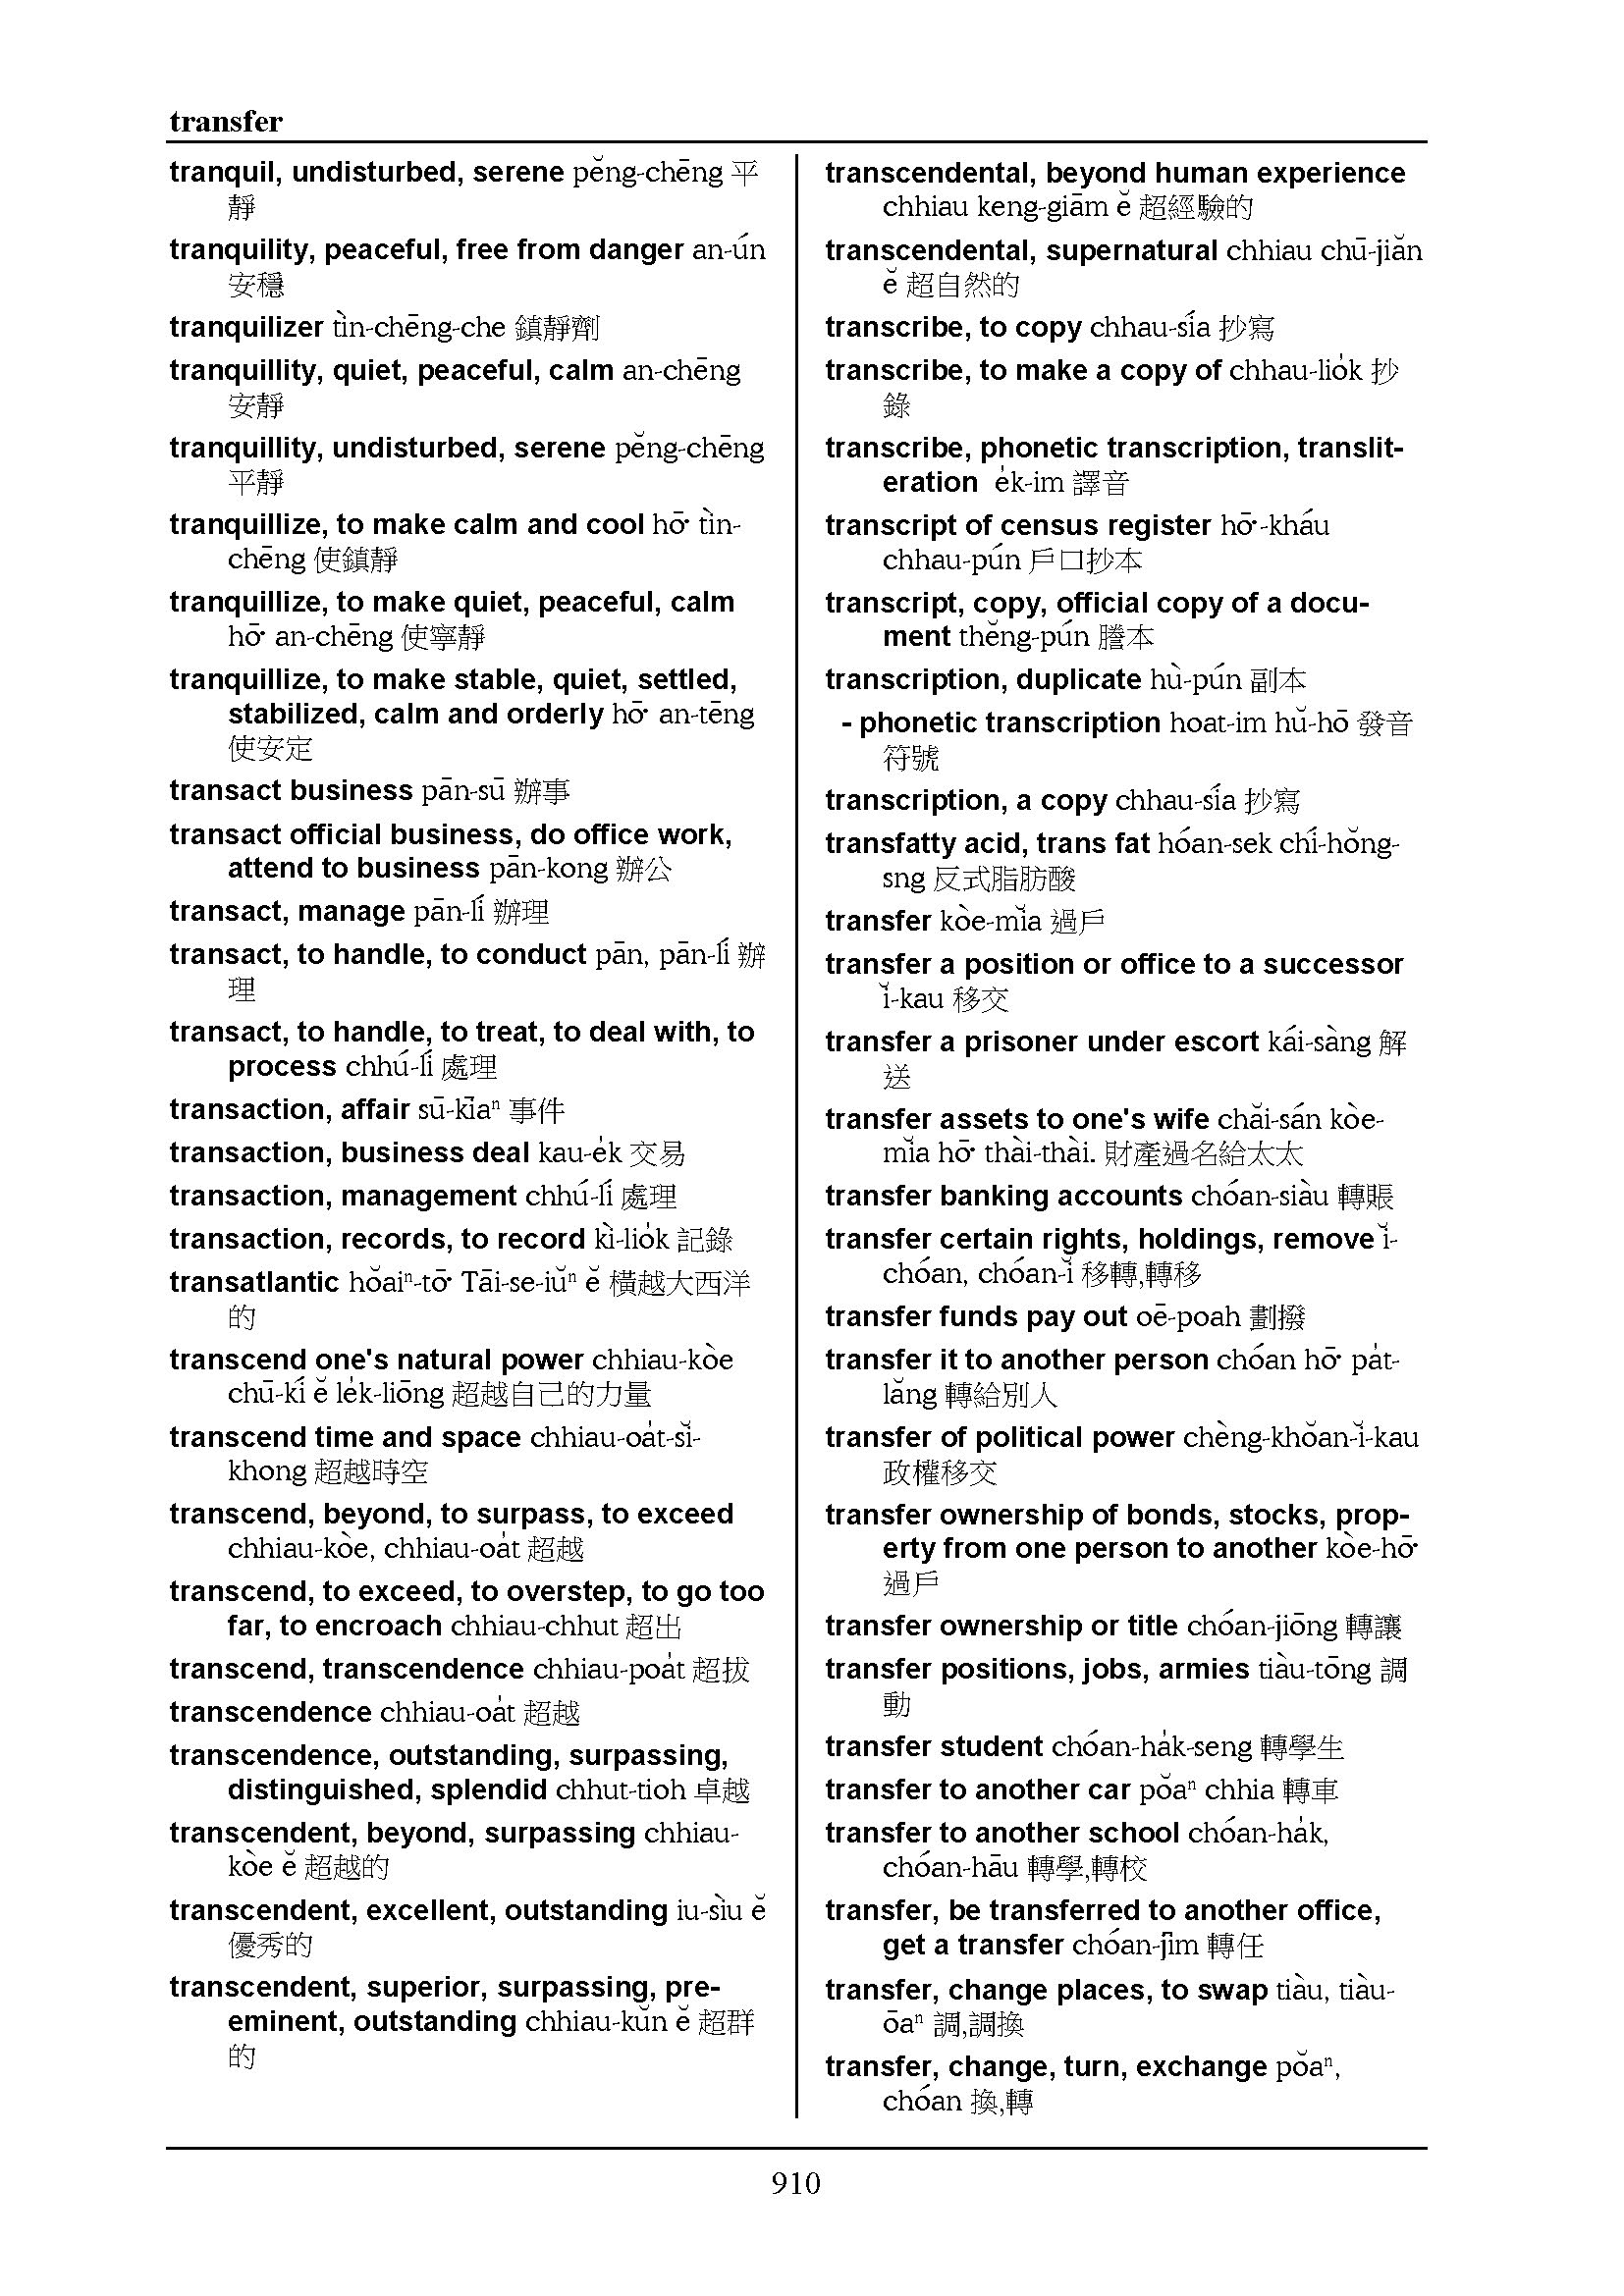 transfer
tranquil, undisturbed, serene pĕng-chēng 平
靜
tranquility, peaceful, free from danger an-ún
安穩
tranquilizer tìn-chēng-che 鎮靜劑
tranquillity, quiet, peaceful, calm an-chēng
安靜
tranquillity, undisturbed, serene pĕng-chēng
平靜
tranquillize, to make calm and cool hō͘ tìn-
chēng 使鎮靜
tranquillize, to make quiet, peaceful, calm
hō͘ an-chēng 使寧靜
tranquillize, to make stable, quiet, settled,
stabilized, calm and orderly hō͘ an-tēng
使安定
transact business pān-sū 辦事
transact official business, do office work,
attend to business pān-kong 辦公
transact, manage pān-lí 辦理
transact, to handle, to conduct pān, pān-lí 辦
理
transact, to handle, to treat, to deal with, to
process chhú-lí 處理
transaction, affair sū-kīaⁿ 事件
transaction, business deal kau-e̍k 交易
transaction, management chhú-lí 處理
transaction, records, to record kì-lio̍k 記錄
transatlantic hŏaiⁿ-tō͘ Tāi-se-iŭⁿ ĕ 橫越大西洋
的
transcend one's natural power chhiau-kòe
chū-kí ĕ le̍k-liōng 超越自己的力量
transcend time and space chhiau-oa̍t-sĭ-
khong 超越時空
transcend, beyond, to surpass, to exceed
chhiau-kòe, chhiau-oa̍t 超越
transcend, to exceed, to overstep, to go too
far, to encroach chhiau-chhut 超出
transcend, transcendence chhiau-poa̍t 超拔
transcendence chhiau-oa̍t 超越
transcendence, outstanding, surpassing,
distinguished, splendid chhut-tioh 卓越
transcendent, beyond, surpassing chhiau-
kòe ĕ 超越的
transcendent, excellent, outstanding iu-sìu ĕ
優秀的
transcendent, superior, surpassing, pre-
eminent, outstanding chhiau-kŭn ĕ 超群
的
transcendental, beyond human experience
chhiau keng-giām ĕ 超經驗的
transcendental, supernatural chhiau chū-jiăn
ĕ 超自然的
transcribe, to copy chhau-sía 抄寫
transcribe, to make a copy of chhau-lio̍k 抄
錄
transcribe, phonetic transcription, translit-
eration e̍k-im 譯音
transcript of census register hō͘-kháu
chhau-pún 戶口抄本
transcript, copy, official copy of a docu-
ment thĕng-pún 謄本
transcription, duplicate hù-pún 副本
- phonetic transcription hoat-im hŭ-hō 發音
符號
transcription, a copy chhau-sía 抄寫
transfatty acid, trans fat hóan-sek chí-hŏng-
sng 反式脂肪酸
transfer kòe-mĭa 過戶
transfer a position or office to a successor
ĭ-kau 移交
transfer a prisoner under escort kái-sàng 解
送
transfer assets to one's wife chăi-sán kòe-
mĭa hō͘ thài-thài. 財產過名給太太
transfer banking accounts chóan-siàu 轉賬
transfer certain rights, holdings, remove ĭ-
chóan, chóan-ĭ 移轉,轉移
transfer funds pay out oē-poah 劃撥
transfer it to another person chóan hō͘ pa̍t-
lăng 轉給別人
transfer of political power chèng-khŏan-ĭ-kau
政權移交
transfer ownership of bonds, stocks, prop-
erty from one person to another kòe-hō͘
過戶
transfer ownership or title chóan-jiōng 轉讓
transfer positions, jobs, armies tiàu-tōng 調
動
transfer student chóan-ha̍k-seng 轉學生
transfer to another car pŏaⁿ chhia 轉車
transfer to another school chóan-ha̍k,
chóan-hāu 轉學,轉校
transfer, be transferred to another office,
get a transfer chóan-jīm 轉任
transfer, change places, to swap tiàu, tiàu-
ōaⁿ 調,調換
transfer, change, turn, exchange pŏaⁿ,
chóan 換,轉
910